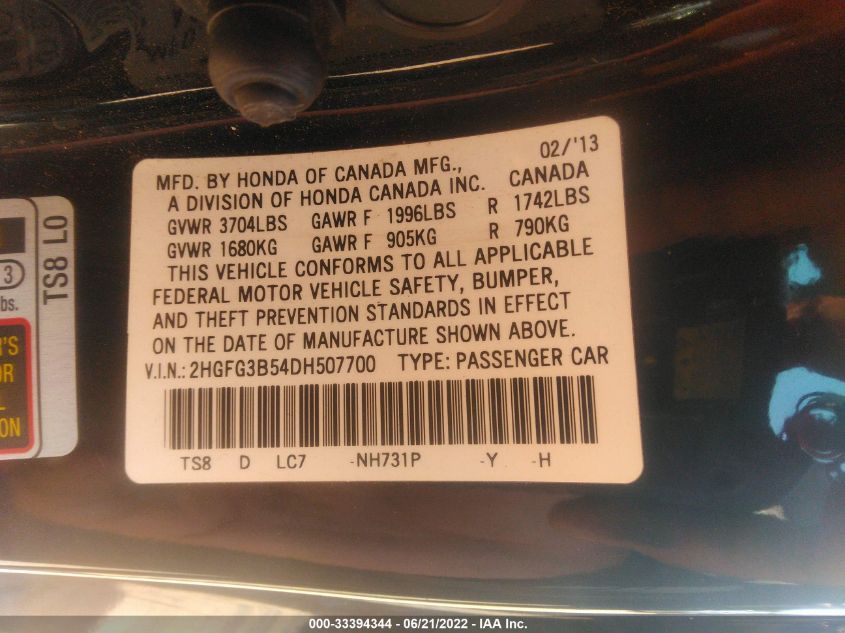 02/'13
MFD. BY HONDA OF CANADA MFG.,
A DIVISION OF HONDA CANADA INC. CANADA
GVWR 3704LBS GAWR F 1996LBS R 1742LBS
GVWR 1680KG GAWR F 905KG R 790KG
THIS VEHICLE CONFORMS TO ALL APPLICABLE
FEDERAL MOTOR VEHICLE SAFETY, BUMPER,
AND THEFT PREVENTION STANDARDS IN EFFECT
ON THE DATE OF MANUFACTURE SHOWN ABOVE.
V.I.N.: 2HGFG3B54DH507700 TYPE: PASSENGER CAR
TS8 D LC7 -NH731P -Y -H
TS8 L0
3
bs.
'S
OR
L
ON
000-33394344 - 06/21/2022 - IAA Inc.